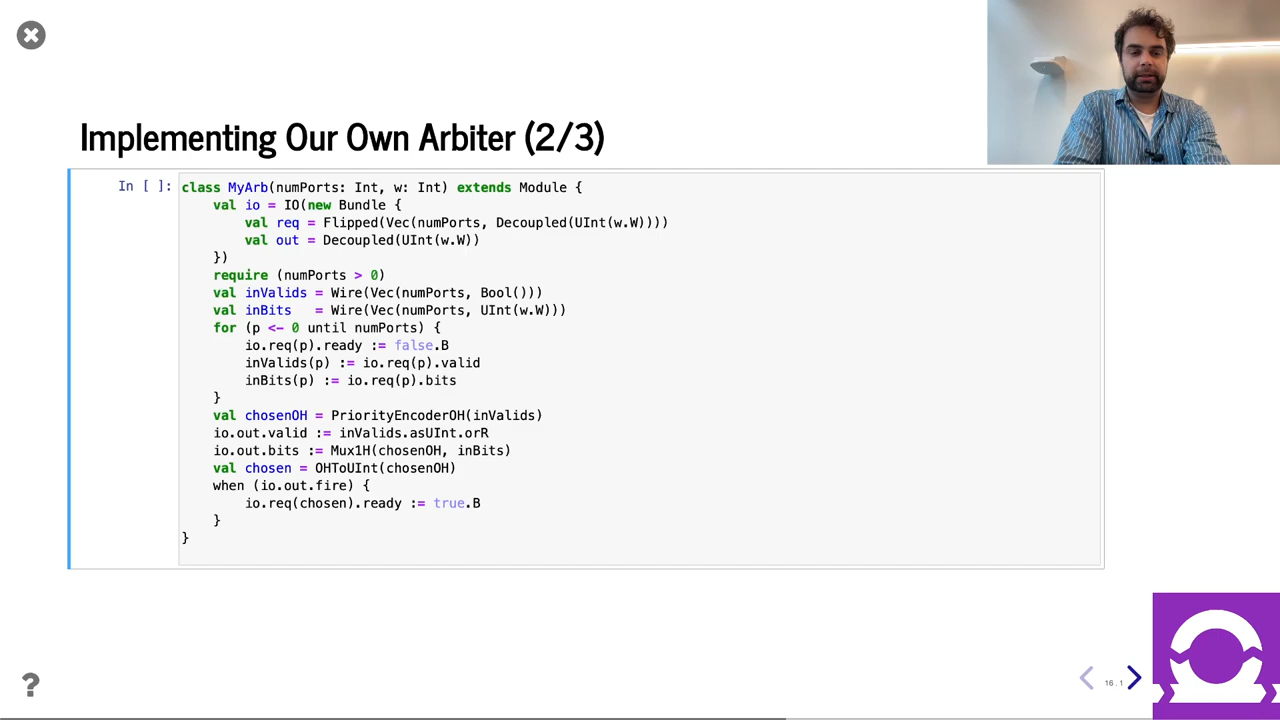 Implementing Our Own Arbiter (2/3)
In [ ]: class MyArb(numPorts: Int, w: Int) extends Module {
    val io = IO(new Bundle {
        val req = Flipped(Vec(numPorts, Decoupled(UInt(w.W))))
        val out = Decoupled(UInt(w.W))
    })
    require (numPorts > 0)
    val inValids = Wire(Vec(numPorts, Bool()))
    val inBits   = Wire(Vec(numPorts, UInt(w.W)))
    for (p <- 0 until numPorts) {
        io.req(p).ready := false.B
        inValids(p) := io.req(p).valid
        inBits(p) := io.req(p).bits
    }
    val chosenOH = PriorityEncoderOH(inValids)
    io.out.valid := inValids.asUInt.orR
    io.out.bits := Mux1H(chosenOH, inBits)
    val chosen = OHToUInt(chosenOH)
    when (io.out.fire) {
        io.req(chosen).ready := true.B
    }
}
?
16.1